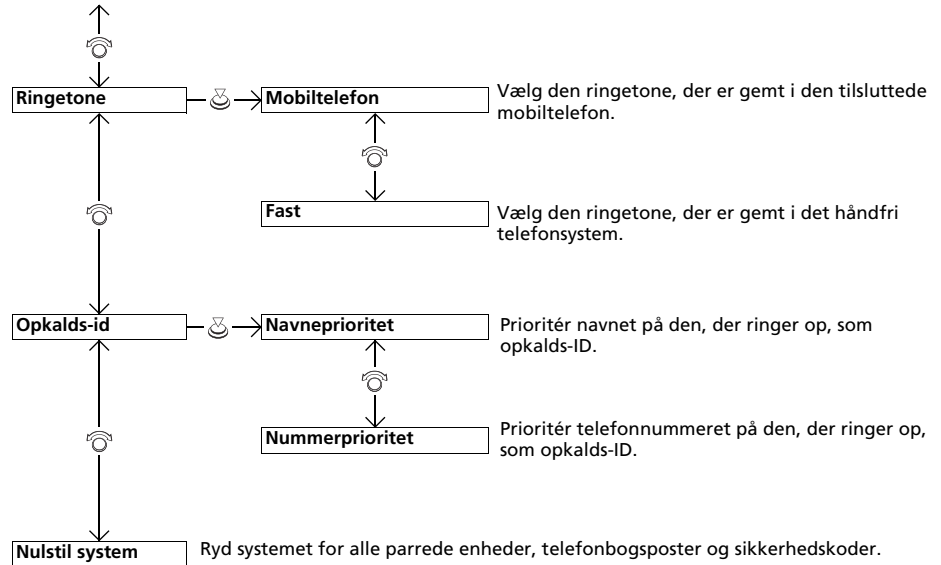 Ringetone
Mobiltelefon
Vælg den ringetone, der er gemt i den tilsluttede
mobiltelefon.
Fast
Vælg den ringetone, der er gemt i det håndfri
telefonsystem.
Opkalds-id
Navneprioritet
Prioritér navnet på den, der ringer op, som
opkalds-ID.
Nummerprioritet
Prioritér telefonnummeret på den, der ringer op,
som opkalds-ID.
Nulstil system
Ryd systemet for alle parrede enheder, telefonbogsposter og sikkerhedskoder.